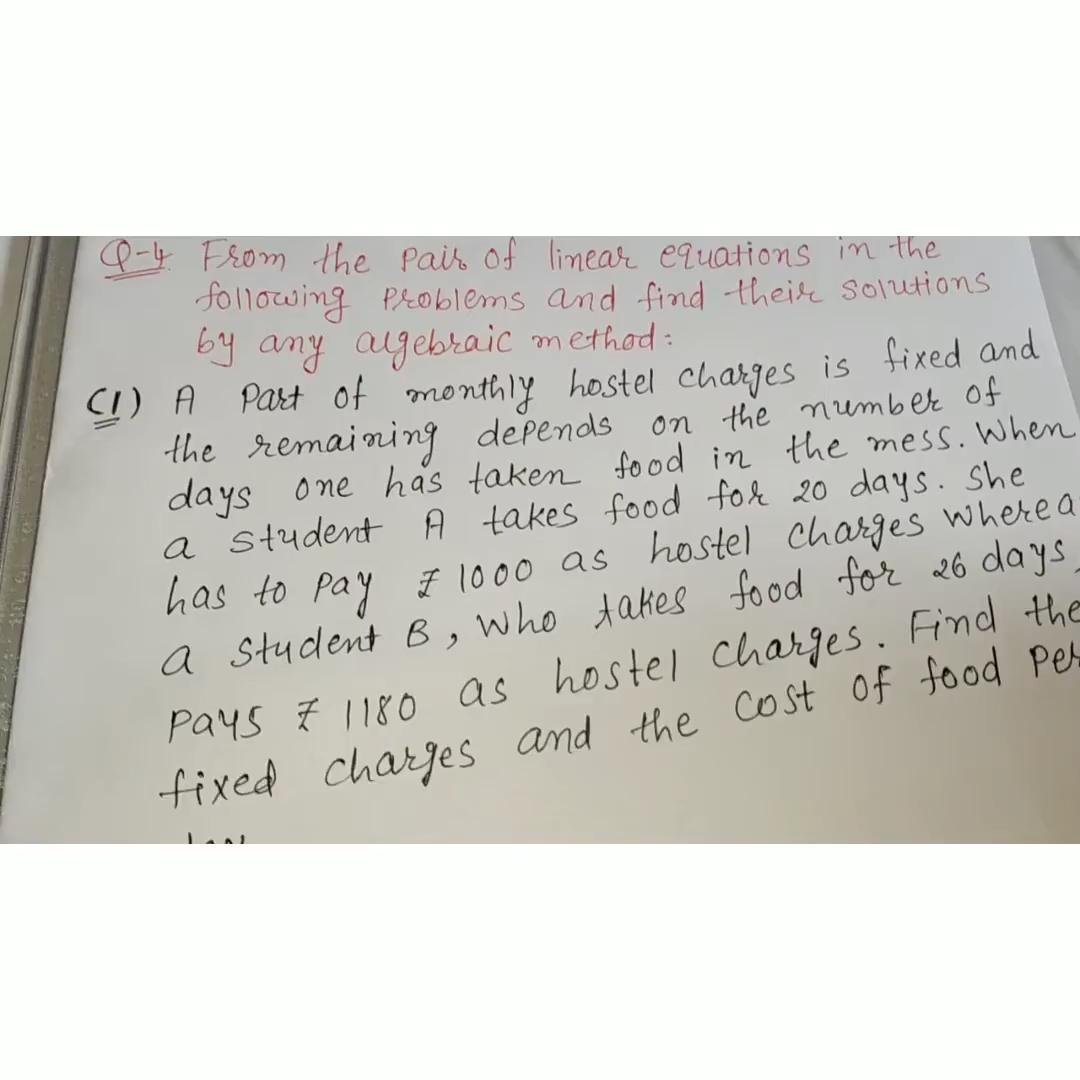 Q-4 From the pair of linear equations in the
following problems and find their solutions
by any algebraic method:
(1) A part of monthly hostel charges is fixed and
the remaining depends on the number of
days one has taken food in the mess. When
a student A takes food for 20 days. She
has to pay ₹ 1000 as hostel charges wherea
a student B, who takes food for 26 days,
pays ₹ 1180 as hostel charges. Find the
fixed charges and the cost of food per